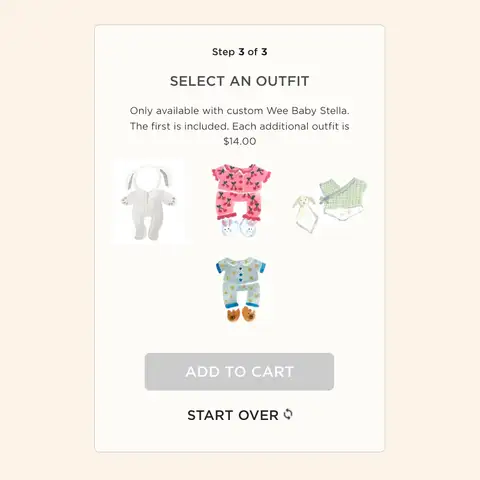 Step 3 of 3
SELECT AN OUTFIT
Only available with custom Wee Baby Stella.
The first is included. Each additional outfit is
$14.00
ADD TO CART
START OVER